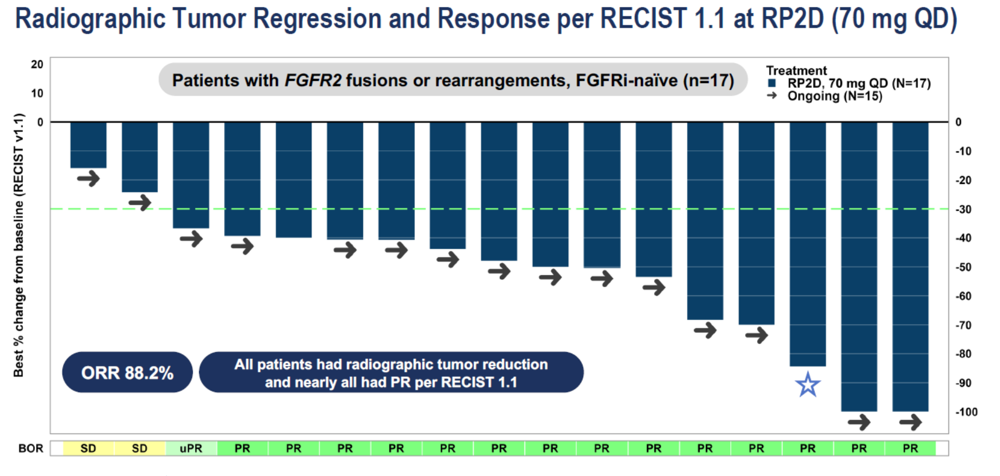 Radiographic Tumor Regression and Response per RECIST 1.1 at RP2D (70 mg QD)
Patients with FGFR2 fusions or rearrangements, FGFRi-naïve (n=17)
Treatment
RP2D, 70 mg QD (N=17)
Ongoing (N=15)
Best % change from baseline (RECIST v1.1)
20
10
0
0
-10
-20
-30
-40
-50
-60
-70
-80
-90
-100
ORR 88.2%
All patients had radiographic tumor reduction
and nearly all had PR per RECIST 1.1
BOR SD SD uPR PR PR PR PR PR PR PR PR PR PR PR PR PR PR